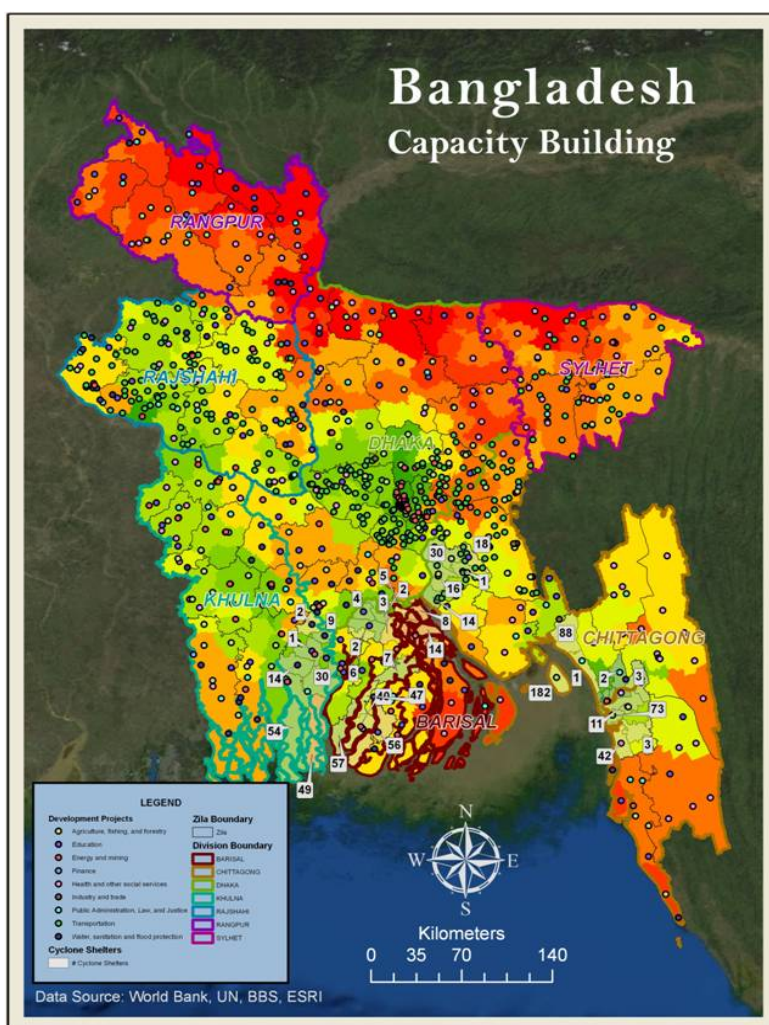 Bangladesh
Capacity Building
RANGPUR
RAJSHAHI
SYLHET
DHAKA
30
18
5
16
1
2
4
3
KHULNA
2
9
8
14
88
CHITTAGONG
1
2
14
7
14
30
6
1
2
3
40
47
182
73
BARISAL
11
54
56
42
3
57
49
LEGEND
Development Projects
Agriculture, fishing, and forestry
Education
Energy and mining
Finance
Health and other social services
Industry and trade
Public Administration, Law, and Justice
Transportation
Water, sanitation and flood protection
Cyclone Shelters
# Cyclone Shelters
Zila Boundary
Zila
Division Boundary
BARISAL
CHITTAGONG
DHAKA
KHULNA
RAJSHAHI
RANGPUR
SYLHET
N
W E
S
Kilometers
0 35 70 140
Data Source: World Bank, UN, BBS, ESRI